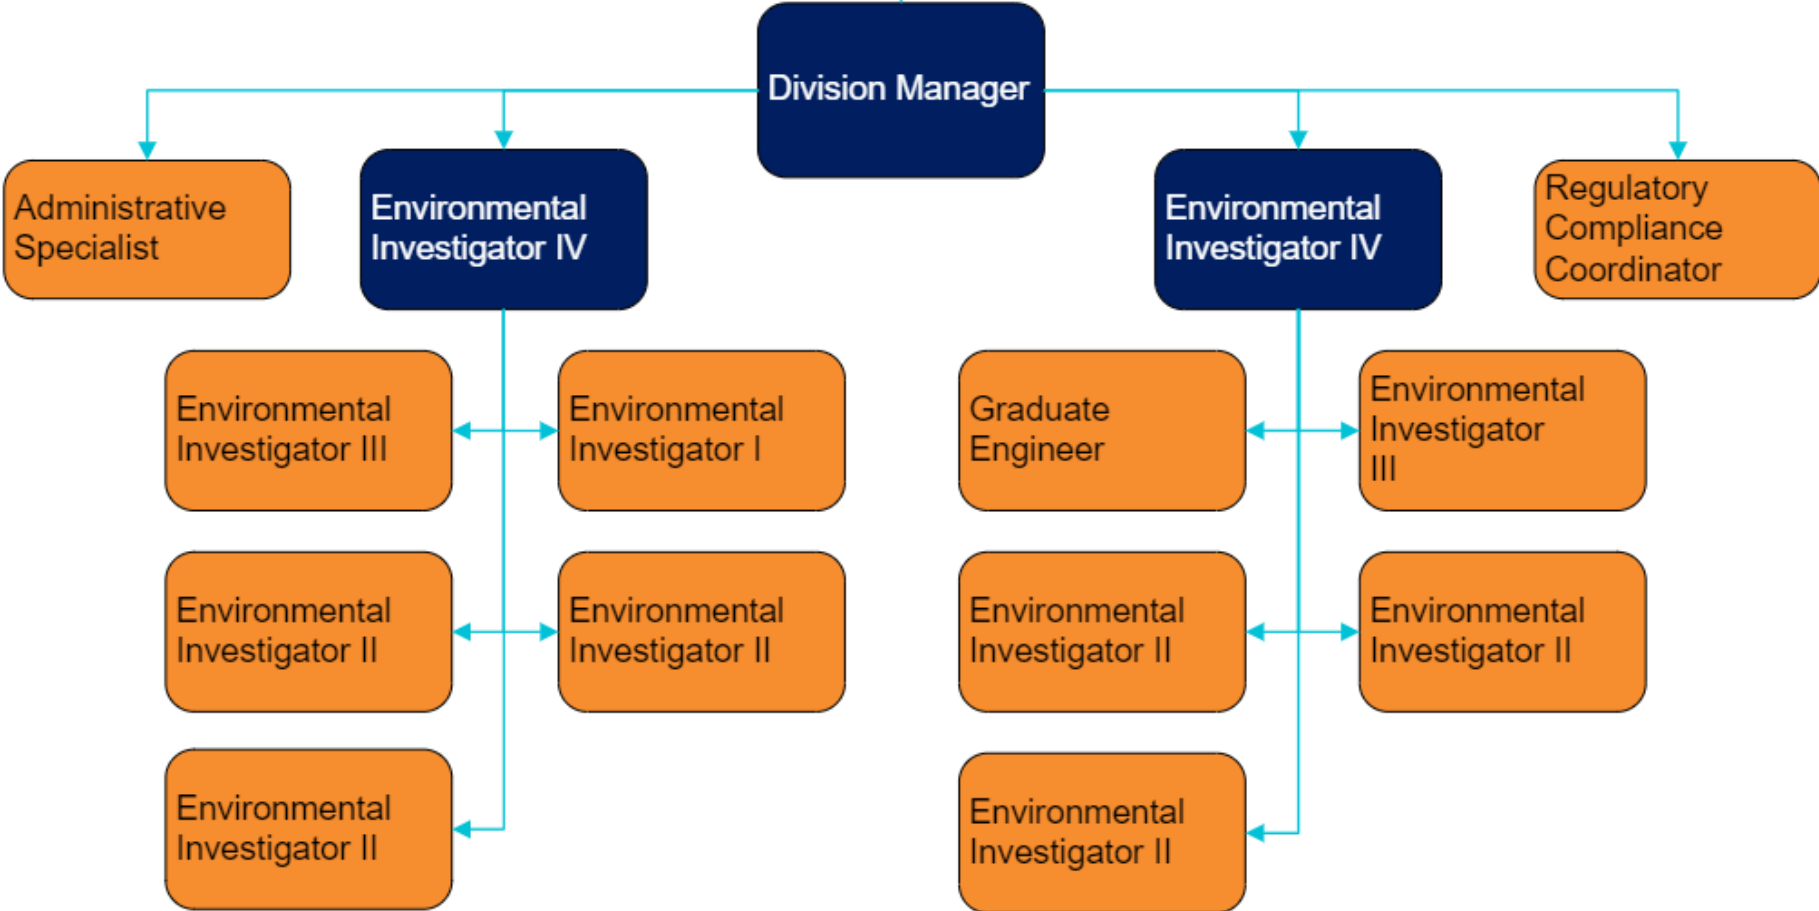 Division Manager
Administrative
Specialist
Environmental
Investigator IV
Environmental
Investigator IV
Regulatory
Compliance
Coordinator
Environmental
Investigator III
Environmental
Investigator I
Graduate
Engineer
Environmental
Investigator
III
Environmental
Investigator II
Environmental
Investigator II
Environmental
Investigator II
Environmental
Investigator II
Environmental
Investigator II
Environmental
Investigator II